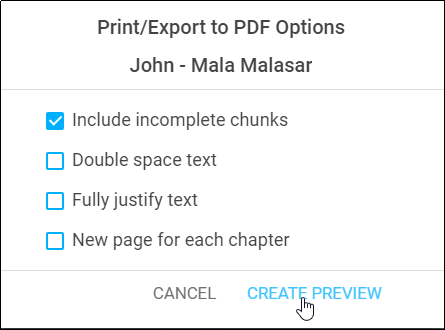 Print/Export to PDF Options
John - Mala Malasar
Include incomplete chunks
Double space text
Fully justify text
New page for each chapter
CANCEL CREATE PREVIEW